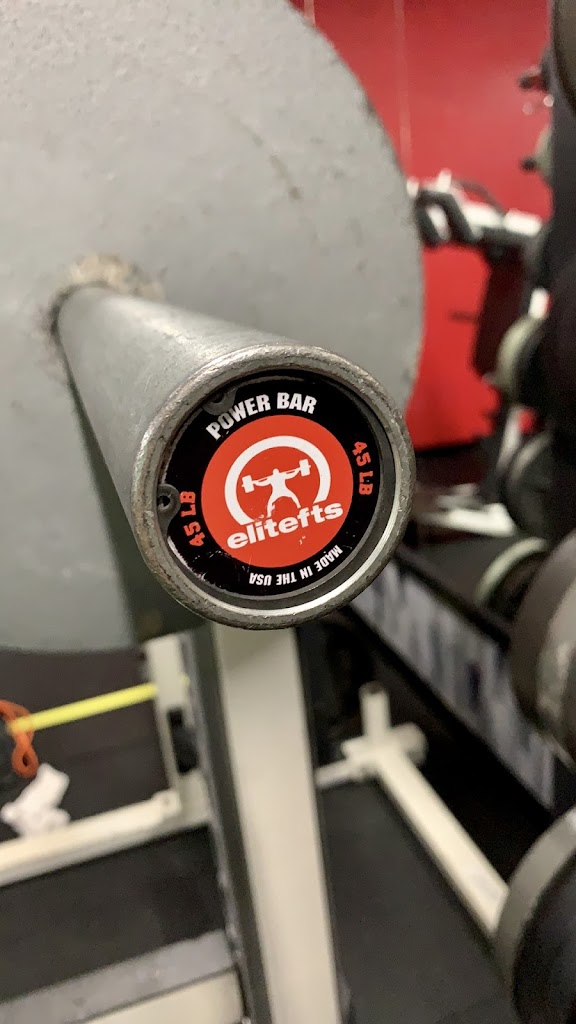 POWER BAR
45 LB
45 LB
elitefts
MADE IN THE USA